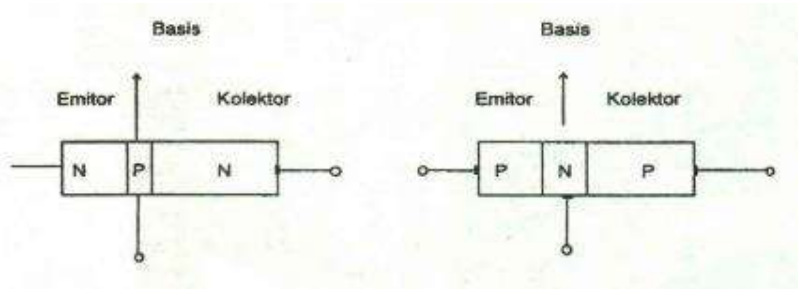 Basis
Emitor Kolektor
N P N
Basis
Emitor Kolektor
P N P